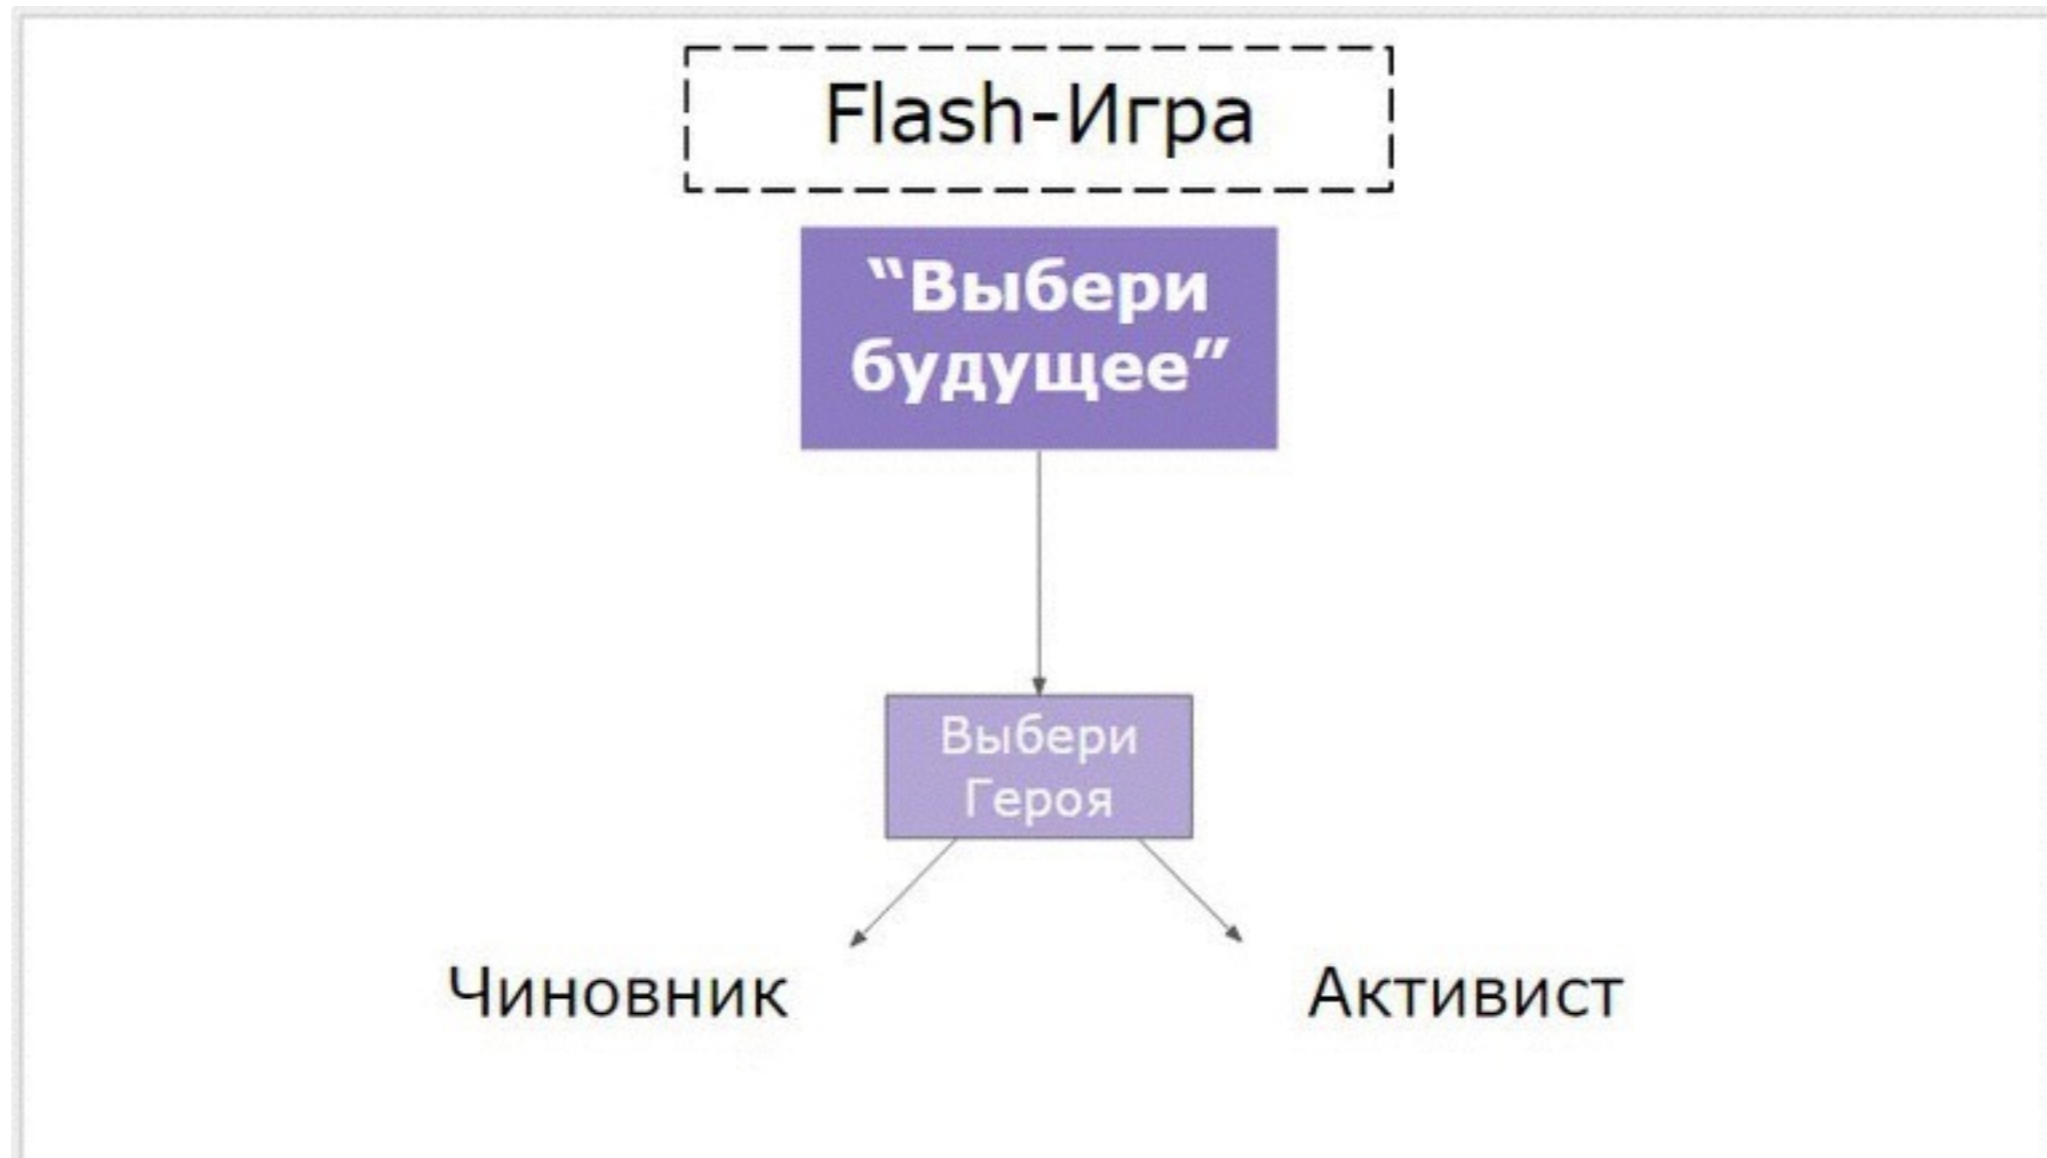 Flash-Игра
“Выбери
будущее”
Выбери
Героя
Чиновник
Активист